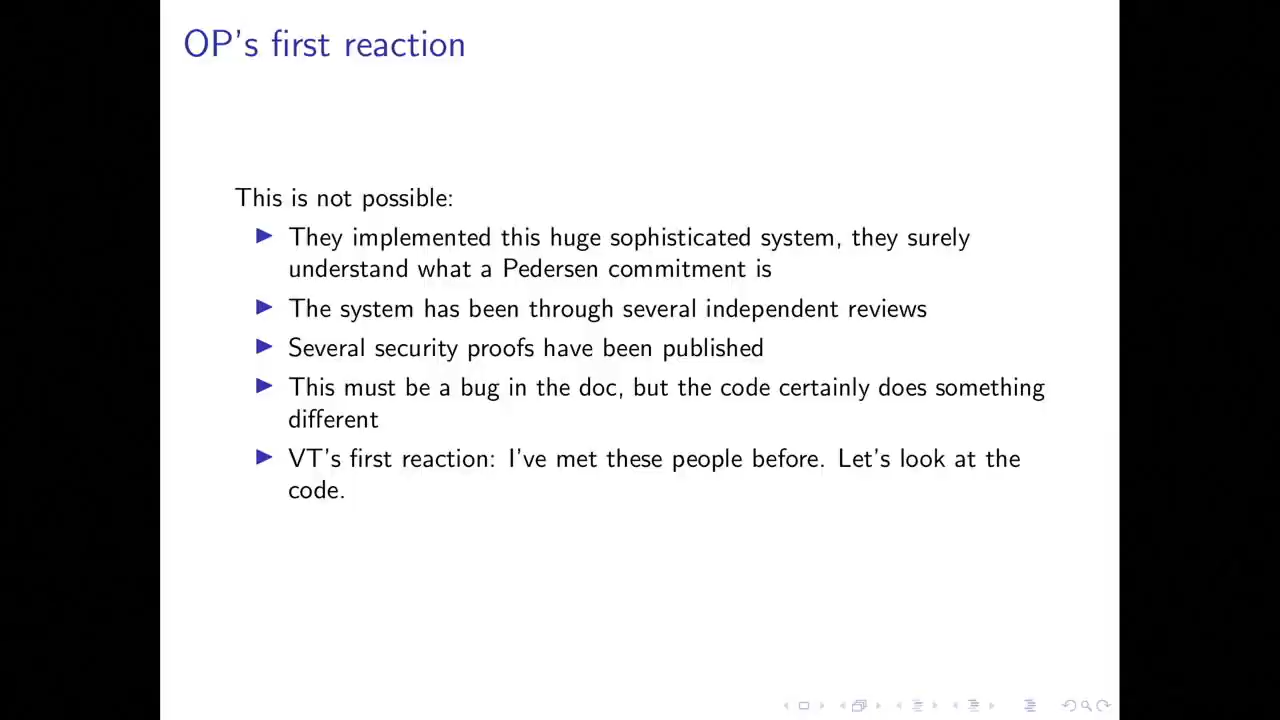 OP's first reaction
This is not possible:
They implemented this huge sophisticated system, they surely
understand what a Pedersen commitment is
The system has been through several independent reviews
Several security proofs have been published
This must be a bug in the doc, but the code certainly does something
different
VT's first reaction: I've met these people before. Let's look at the
code.